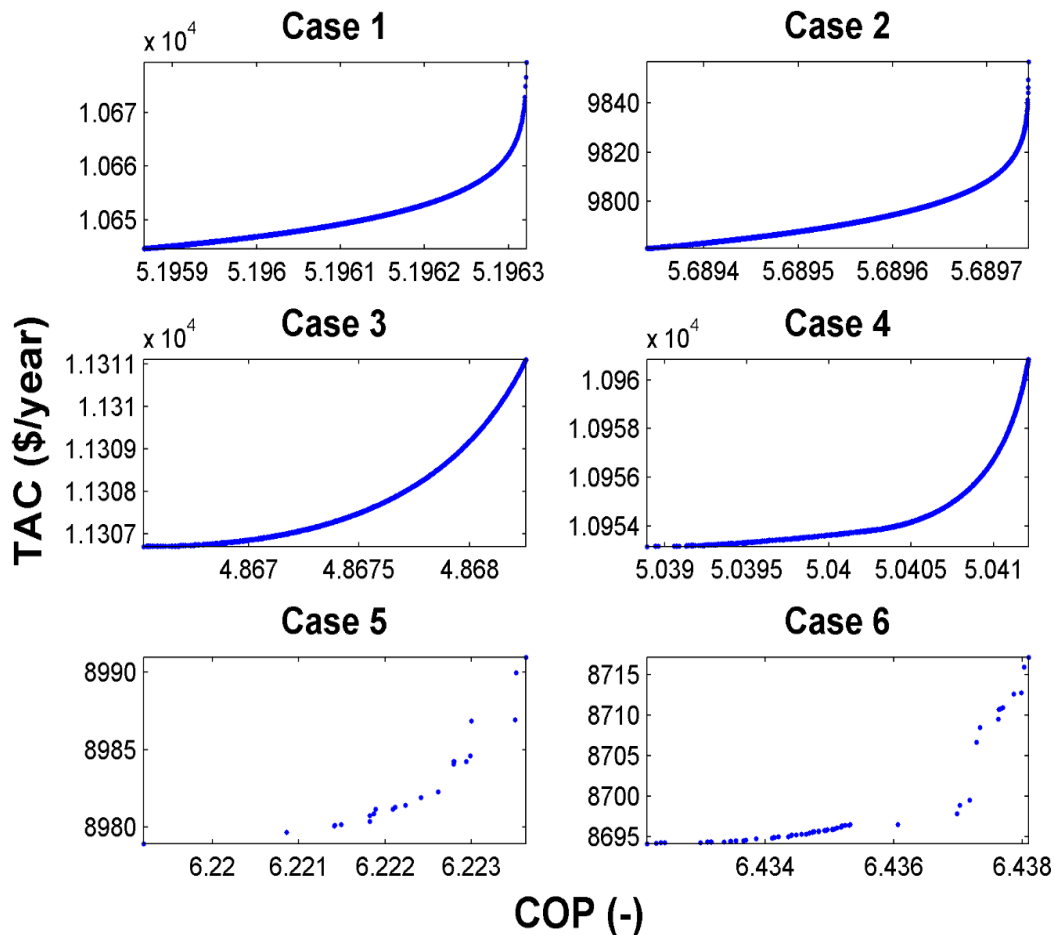 Case 1
x 10^4
1.067
1.066
1.065
5.1959 5.196 5.1961 5.1962 5.1963
Case 2
9840
9820
9800
5.6894 5.6895 5.6896 5.6897
Case 3
x 10^4
1.1311
1.131
1.1309
1.1308
1.1307
4.867 4.8675 4.868
Case 4
x 10^4
1.096
1.0958
1.0956
1.0954
5.039 5.0395 5.04 5.0405 5.041
Case 5
8990
8985
8980
6.22 6.221 6.222 6.223
Case 6
8715
8710
8705
8700
8695
6.434 6.436 6.438
TAC ($/year)
COP (-)